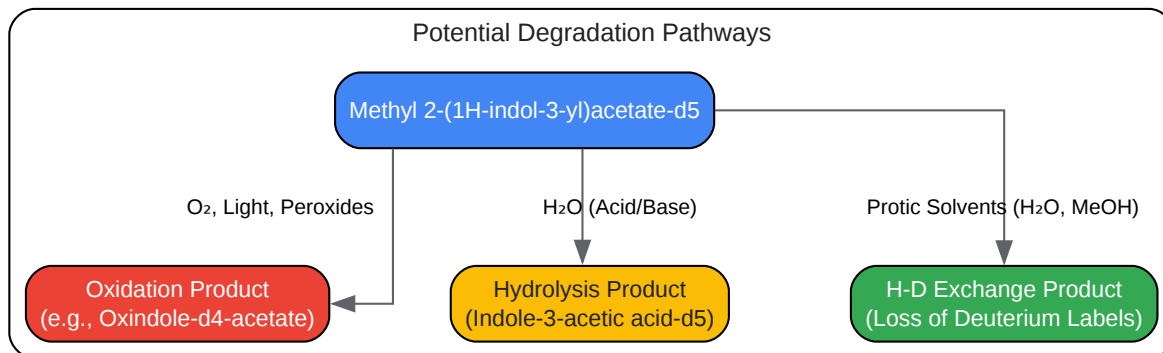 Potential Degradation Pathways
Methyl 2-(1H-indol-3-yl)acetate-d5
O₂, Light, Peroxides
H₂O (Acid/Base)
Protic Solvents (H₂O, MeOH)
Oxidation Product
(e.g., Oxindole-d4-acetate)
Hydrolysis Product
(Indole-3-acetic acid-d5)
H-D Exchange Product
(Loss of Deuterium Labels)